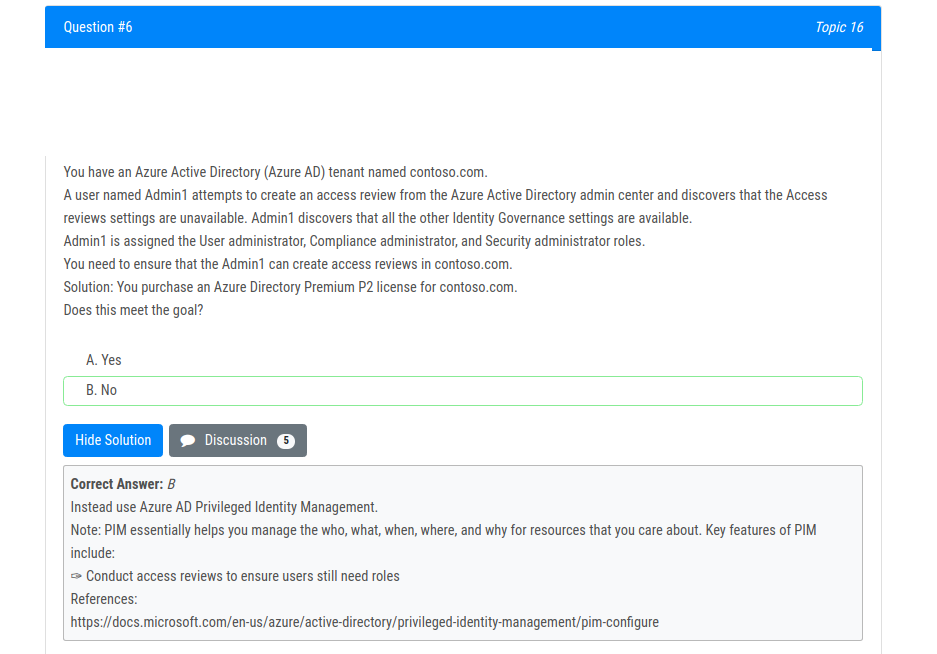 Question #6
Topic 16
You have an Azure Active Directory (Azure AD) tenant named contoso.com.
A user named Admin1 attempts to create an access review from the Azure Active Directory admin center and discovers that the Access
reviews settings are unavailable. Admin1 discovers that all the other Identity Governance settings are available.
Admin1 is assigned the User administrator, Compliance administrator, and Security administrator roles.
You need to ensure that the Admin1 can create access reviews in contoso.com.
Solution: You purchase an Azure Directory Premium P2 license for contoso.com.
Does this meet the goal?
A. Yes
B. No
Hide Solution
Discussion 5
Correct Answer: B
Instead use Azure AD Privileged Identity Management.
Note: PIM essentially helps you manage the who, what, when, where, and why for resources that you care about. Key features of PIM
include:
✑ Conduct access reviews to ensure users still need roles
References:
https://docs.microsoft.com/en-us/azure/active-directory/privileged-identity-management/pim-configure